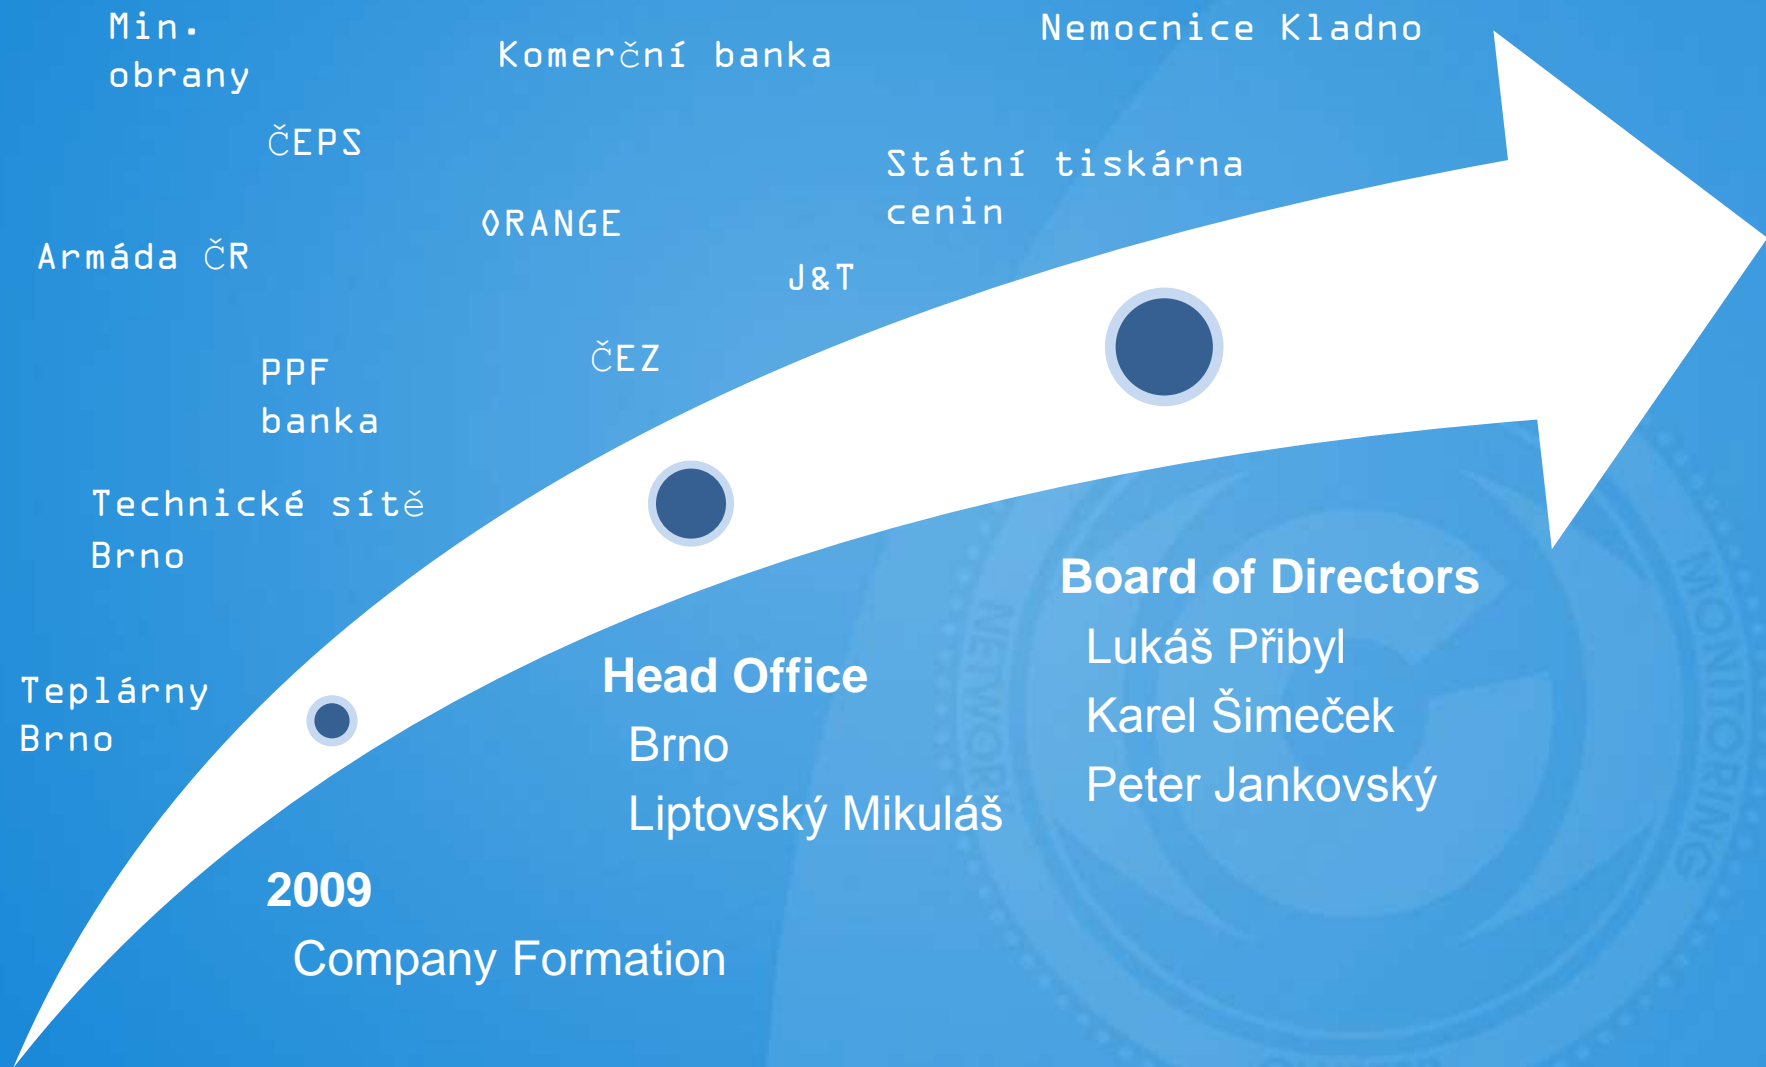 Min.
obrany
Komerční banka
Nemocnice Kladno
ČEPS
Státní tiskárna
cenin
ORANGE
Armáda ČR
J&T
ČEZ
PPF
banka
Technické sítě
Brno
Teplárny
Brno
2009
Company Formation
Head Office
Brno
Liptovský Mikuláš
Board of Directors
Lukáš Přibyl
Karel Šimeček
Peter Jankovský
NETWORK
MONITORING